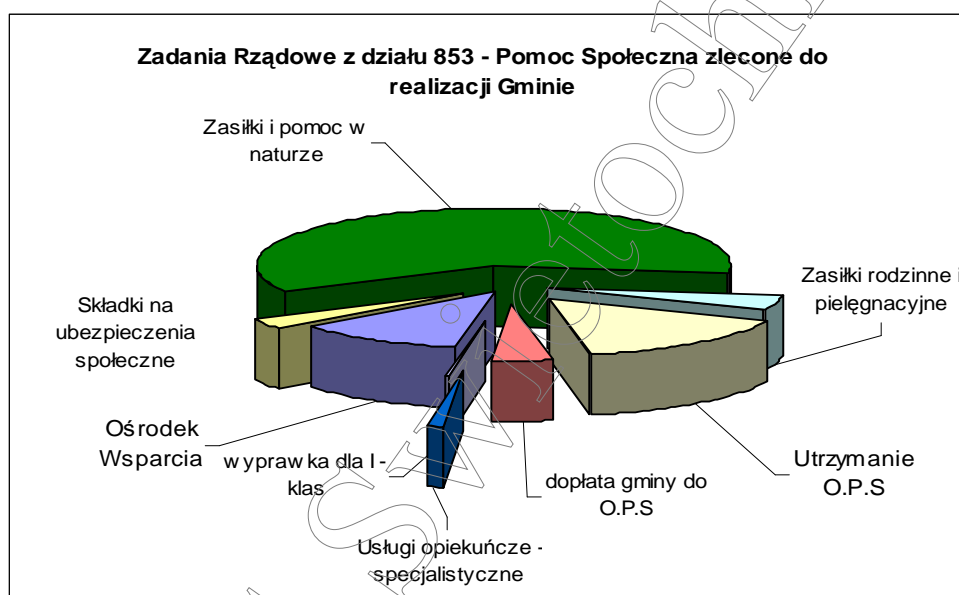 Zadania Rządowe z działu 853 - Pomoc Społeczna zlecone do
realizacji Gminie
Zasiłki i pomoc w
naturze
Zasiłki rodzinne i
pielęgnacyjne
Składki na
ubezpieczenia
społeczne
Ośrodek
Wsparcia
wyprawka dla I -
klas
dopłata gminy do
O.P.S
Utrzymanie
O.P.S
Usługi opiekuńcze -
specjalistyczne